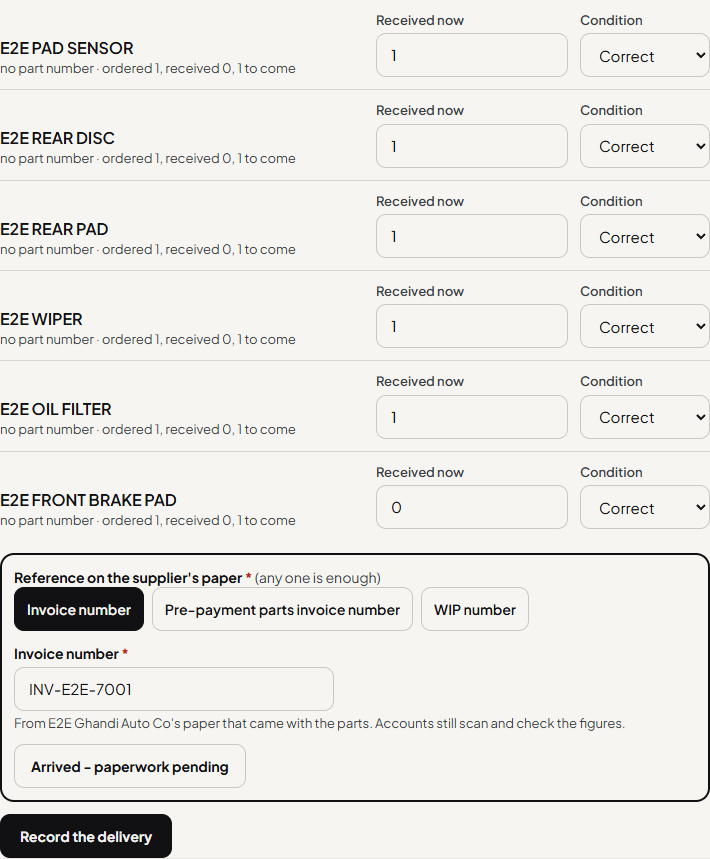 Received now Condition
E2E PAD SENSOR 1 Correct
no part number · ordered 1, received 0, 1 to come
Received now Condition
E2E REAR DISC 1 Correct
no part number · ordered 1, received 0, 1 to come
Received now Condition
E2E REAR PAD 1 Correct
no part number · ordered 1, received 0, 1 to come
Received now Condition
E2E WIPER 1 Correct
no part number · ordered 1, received 0, 1 to come
Received now Condition
E2E OIL FILTER 1 Correct
no part number · ordered 1, received 0, 1 to come
Received now Condition
E2E FRONT BRAKE PAD 0 Correct
no part number · ordered 1, received 0, 1 to come
Reference on the supplier's paper * (any one is enough)
Invoice number Pre-payment parts invoice number WIP number
Invoice number *
INV-E2E-7001
From E2E Ghandi Auto Co's paper that came with the parts. Accounts still scan and check the figures.
Arrived – paperwork pending
Record the delivery